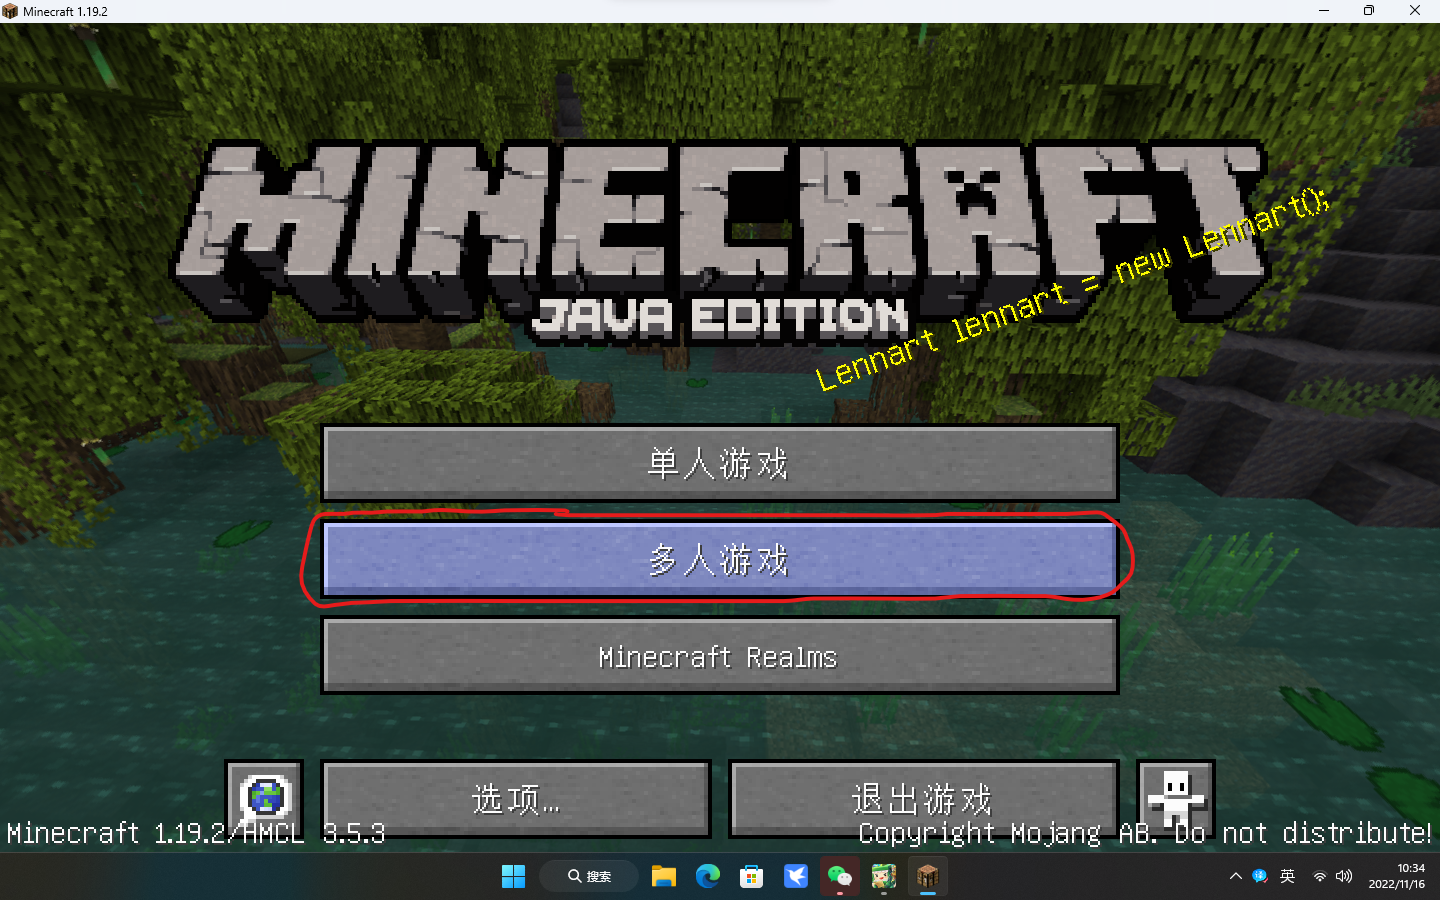 Minecraft 1.19.2
MINECRAFT
JAVA EDITION
Lennart lennart = new Lennart();
单人游戏
多人游戏
Minecraft Realms
选项...
退出游戏
Minecraft 1.19.2/HMCL 3.5.3
Copyright Mojang AB. Do not distribute!
搜索
英
10:34
2022/11/16